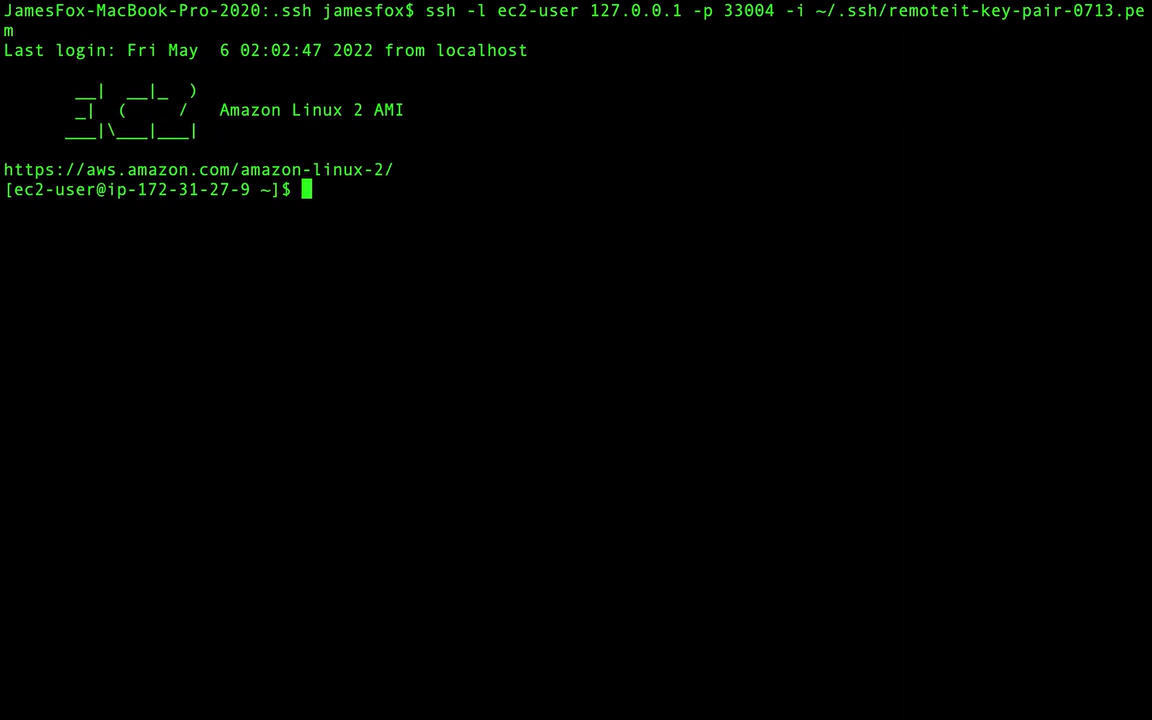 JamesFox-MacBook-Pro-2020:.ssh jamesfox$ ssh -l ec2-user 127.0.0.1 -p 33004 -i ~/.ssh/remoteit-key-pair-0713.pe
m
Last login: Fri May  6 02:02:47 2022 from localhost

       __|  __|_  )
       _|  (     /   Amazon Linux 2 AMI
      ___|\___|___|

https://aws.amazon.com/amazon-linux-2/
[ec2-user@ip-172-31-27-9 ~]$